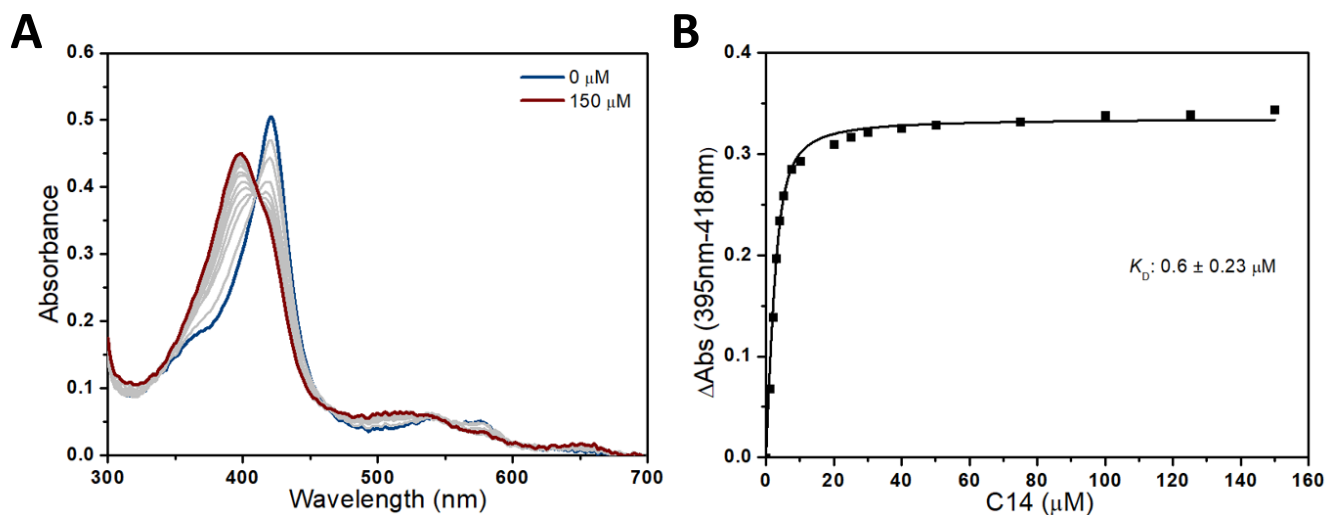 A
0.6
0.5
0.4
0.3
0.2
0.1
0.0
Absorbance
0 μM
150 μM
300
400
500
600
700
Wavelength (nm)
B
0.4
0.3
0.2
0.1
0.0
ΔAbs (395nm-418nm)
K_D: 0.6 ± 0.23 μM
0
20
40
60
80
100
120
140
160
C14 (μM)